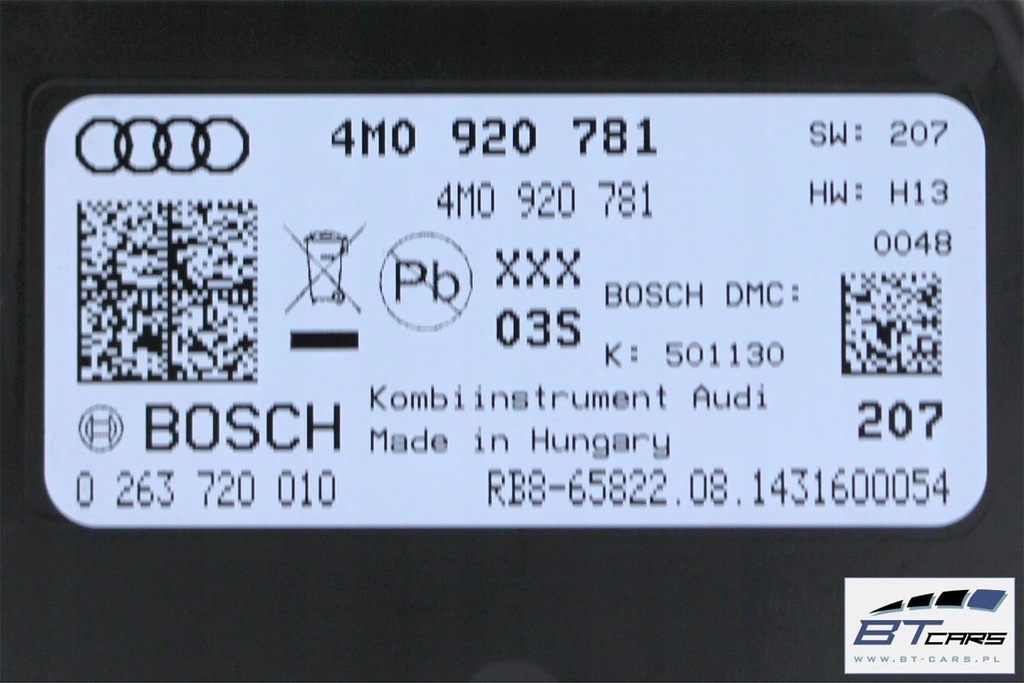 4M0 920 781
SW: 207
4M0 920 781
HW: H13
0048
Pb
XXX
03S
BOSCH DMC:
K: 501130
BOSCH
Kombiinstrument Audi
Made in Hungary
207
0 263 720 010
RB8-65822.08.1431600054
BT CARS
WWW.BT-CARS.PL